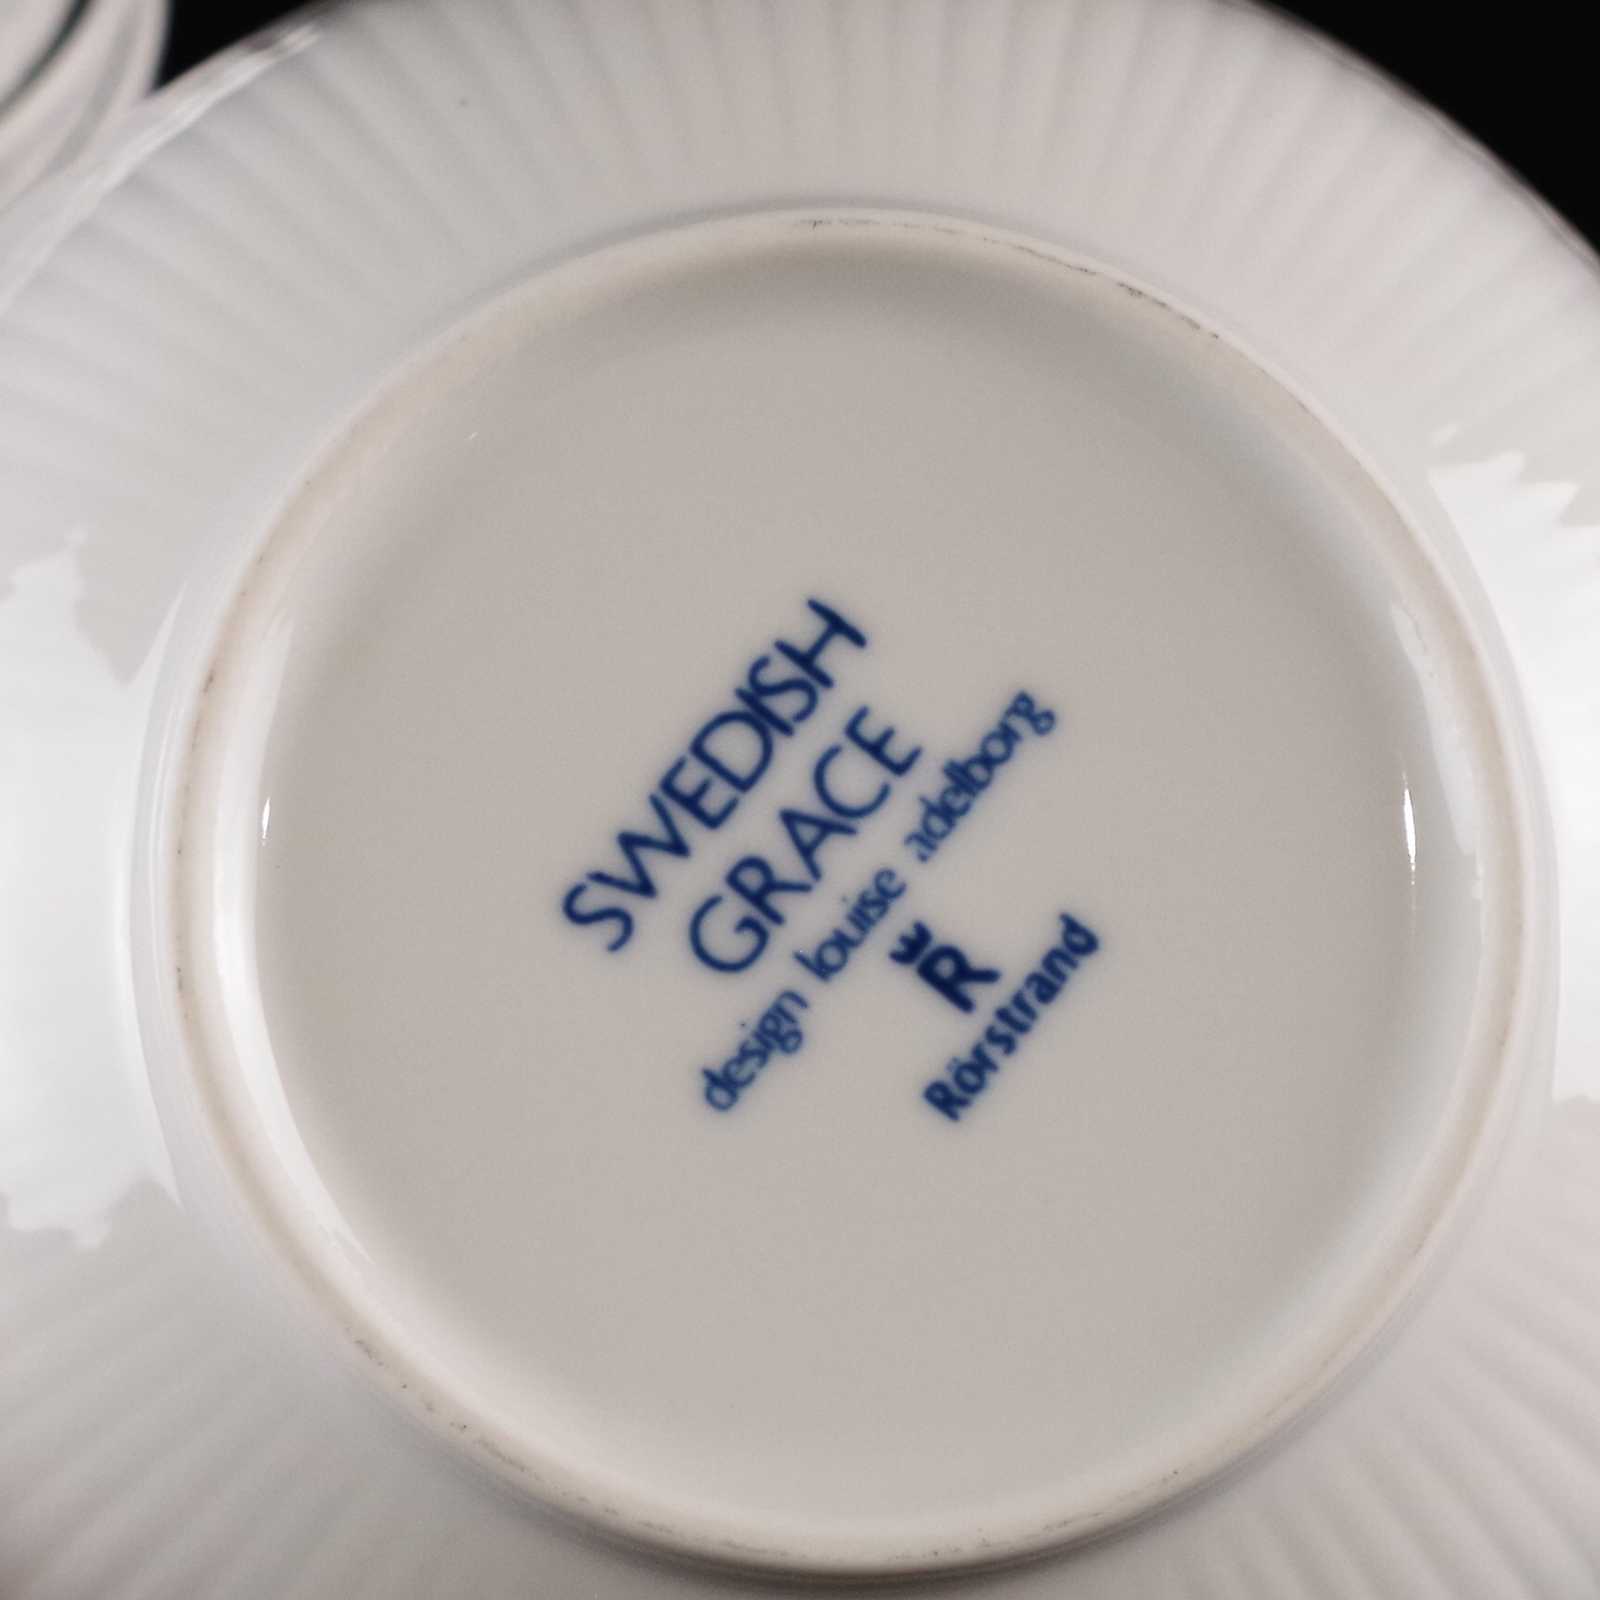 SWEDISH
GRACE
design louise adelborg
R
Rörstrand